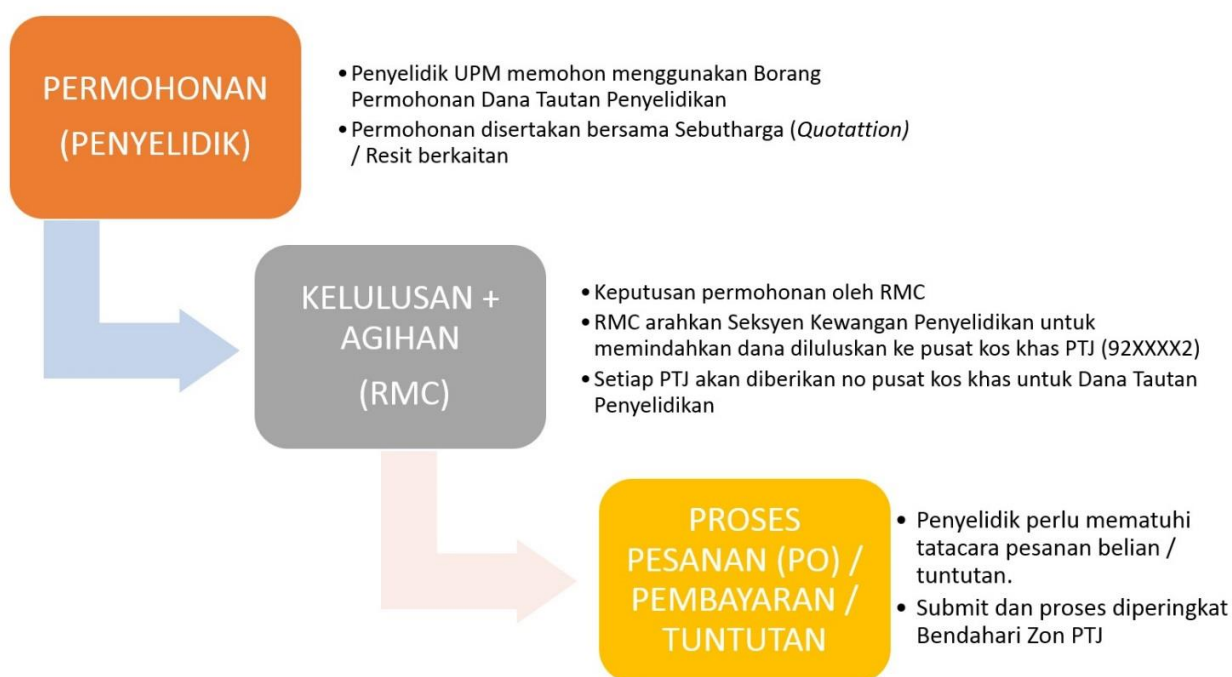 PERMOHONAN
(PENYELIDIK)
• Penyelidik UPM memohon menggunakan Borang
Permohonan Dana Tautan Penyelidikan
• Permohonan disertakan bersama Sebutharga (Quotattion)
/ Resit berkaitan
KELULUSAN +
AGIHAN
(RMC)
• Keputusan permohonan oleh RMC
• RMC arahkan Seksyen Kewangan Penyelidikan untuk
memindahkan dana diluluskan ke pusat kos khas PTJ (92XXXX2)
• Setiap PTJ akan diberikan no pusat kos khas untuk Dana Tautan
Penyelidikan
PROSES
PESANAN (PO) /
PEMBAYARAN /
TUNTUTAN
• Penyelidik perlu mematuhi
tatacara pesanan belian /
tuntutan.
• Submit dan proses diperingkat
Bendahari Zon PTJ